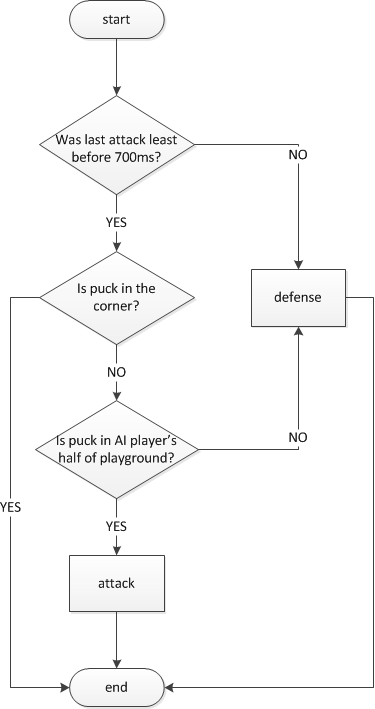 start
Was last attack least
before 700ms?
NO
YES
Is puck in the
corner?
defense
NO
Is puck in AI player's
half of playground?
NO
YES
YES
attack
end